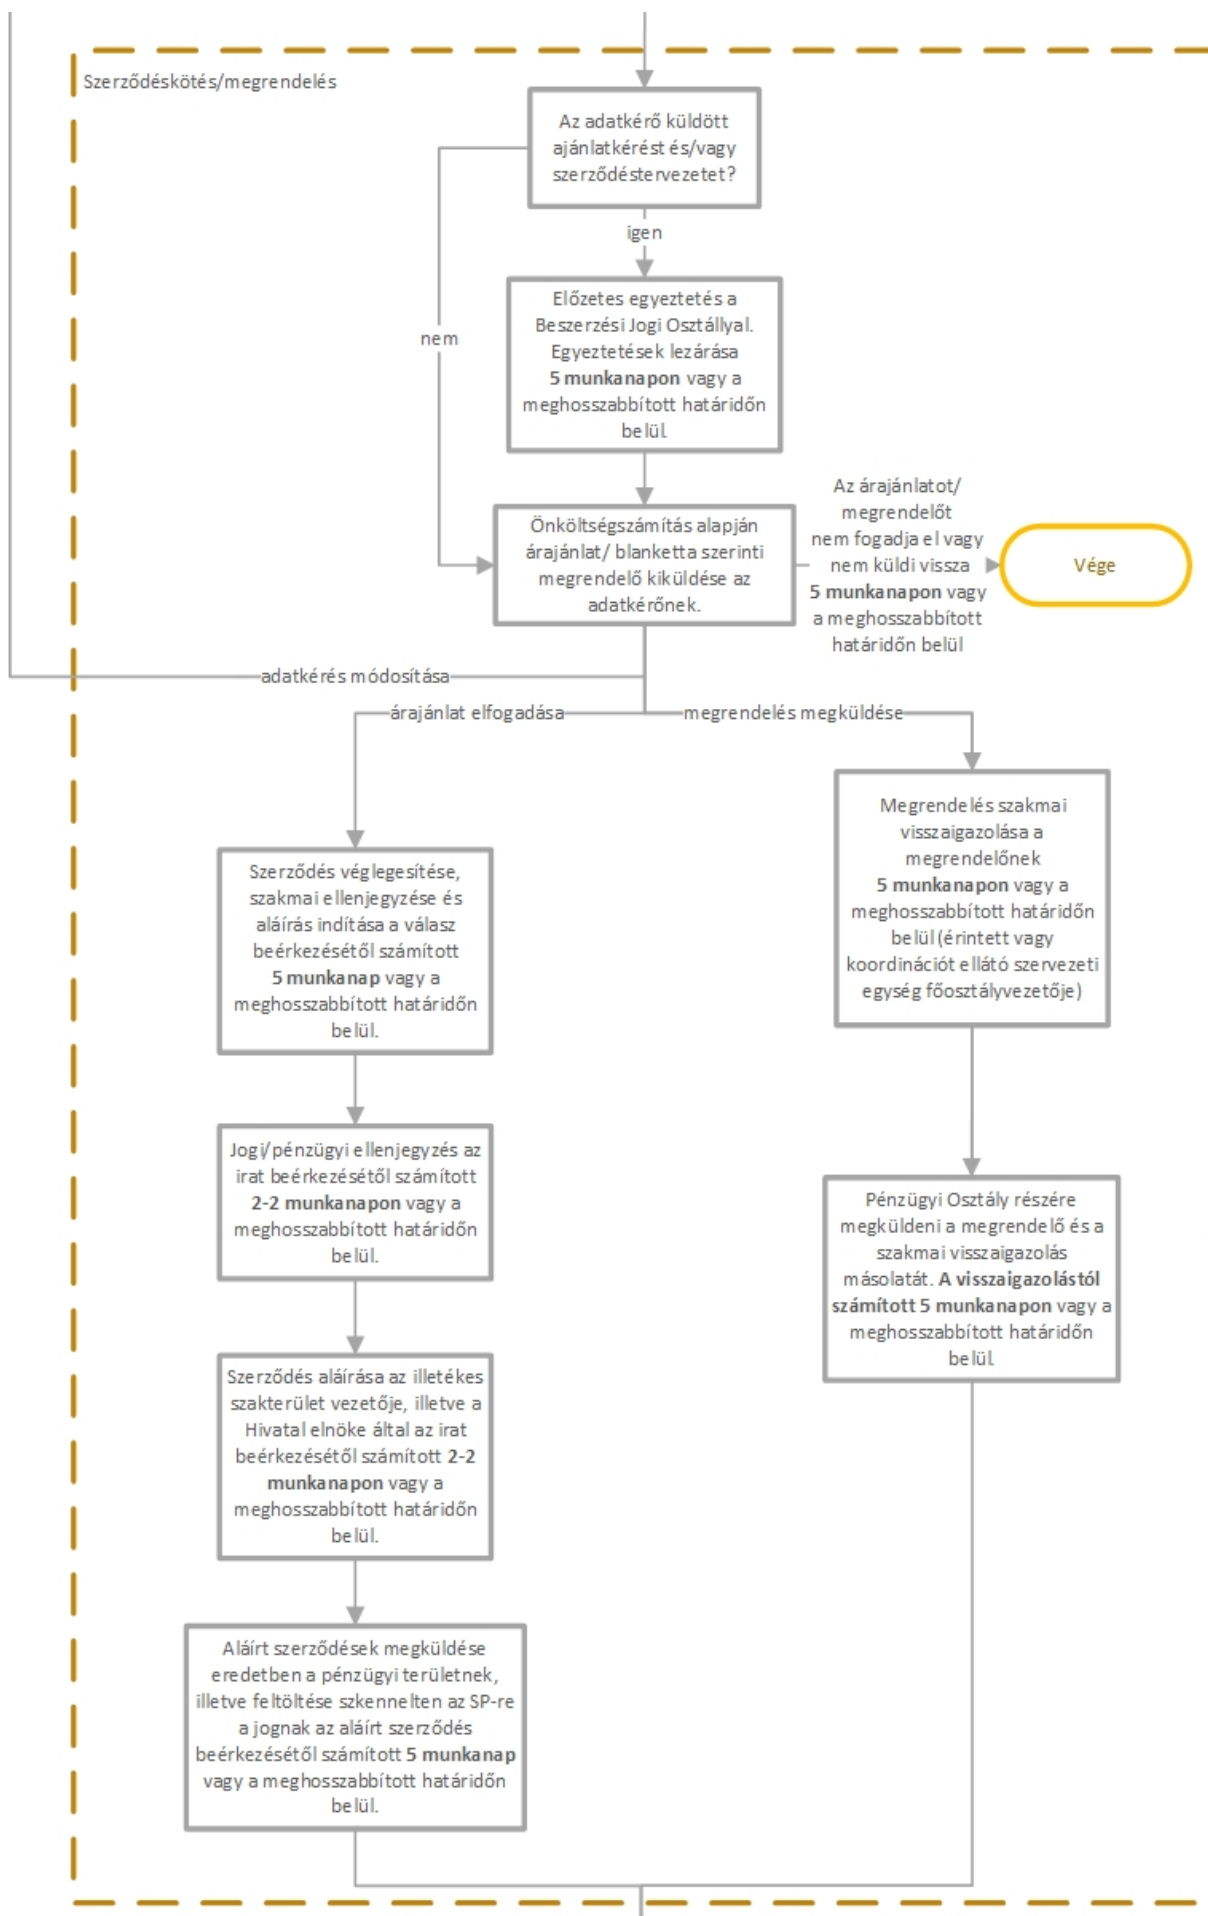 Szerződéskötés/megrendelés
Az adatkérő küldött
ajánlatkérést és/vagy
szerződéstervezetet?
igen
nem
Előzetes egyeztetés a
Beszerzési Jogi Osztállyal.
Egyeztetések lezárása
5 munkanapon vagy a
meghosszabbított határidőn
belül.
Önköltségszámítás alapján
árajánlat/ blanketta szerinti
megrendelő kiküldése az
adatkérőnek.
Az árajánlatot/
megrendelőt
nem fogadja el vagy
nem küldi vissza
5 munkanapon vagy
a meghosszabbított
határidőn belül
Vége
adatkérés módosítása
árajánlat elfogadása
megrendelés megküldése
Szerződés véglegesítése,
szakmai ellenjegyzése és
aláírás indítása a válasz
beérkezésétől számított
5 munkanap vagy a
meghosszabbított határidőn
belül.
Jogi/pénzügyi ellenjegyzés az
irat beérkezésétől számított
2-2 munkanapon vagy a
meghosszabbított határidőn
belül.
Szerződés aláírása az illetékes
szakterület vezetője, illetve a
Hivatal elnöke által az irat
beérkezésétől számított 2-2
munkanapon vagy a
meghosszabbított határidőn
belül.
Aláírt szerződések megküldése
eredetben a pénzügyi területnek,
illetve feltöltése szkennelten az SP-re
a jognak az aláírt szerződés
beérkezésétől számított 5 munkanap
vagy a meghosszabbított határidőn
belül.
Megrendelés szakmai
visszaigazolása a
megrendelőnek
5 munkanapon vagy a
meghosszabbított határidőn
belül (érintett vagy
koordinációt ellátó szervezeti
egység főosztályvezetője)
Pénzügyi Osztály részére
megküldeni a megrendelő és a
szakmai visszaigazolás
másolatát. A visszaigazolástól
számított 5 munkanapon vagy a
meghosszabbított határidőn
belül.